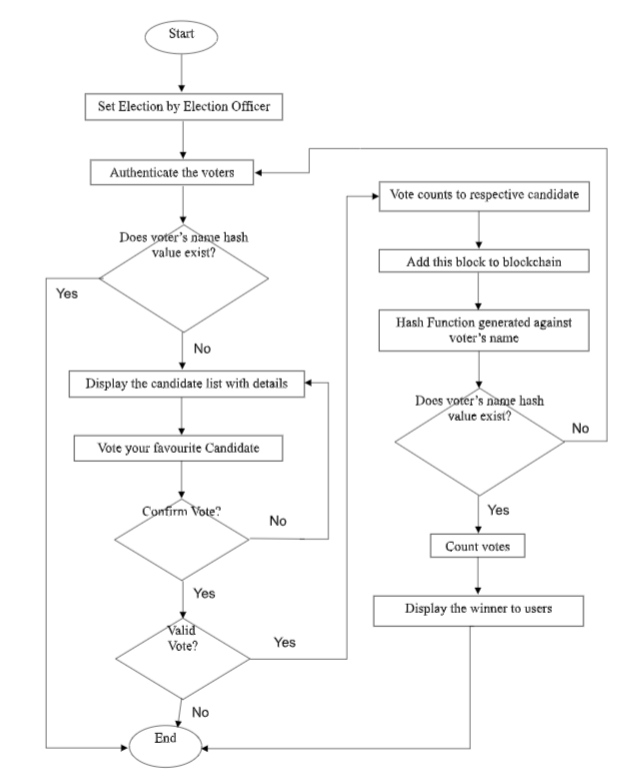 Start
Set Election by Election Officer
Authenticate the voters
Does voter's name hash
value exist?
Yes
No
Display the candidate list with details
Vote your favourite Candidate
Confirm Vote?
No
Yes
Valid
Vote?
Yes
No
End
Vote counts to respective candidate
Add this block to blockchain
Hash Function generated against
voter's name
Does voter's name hash
value exist?
No
Yes
Count votes
Display the winner to users